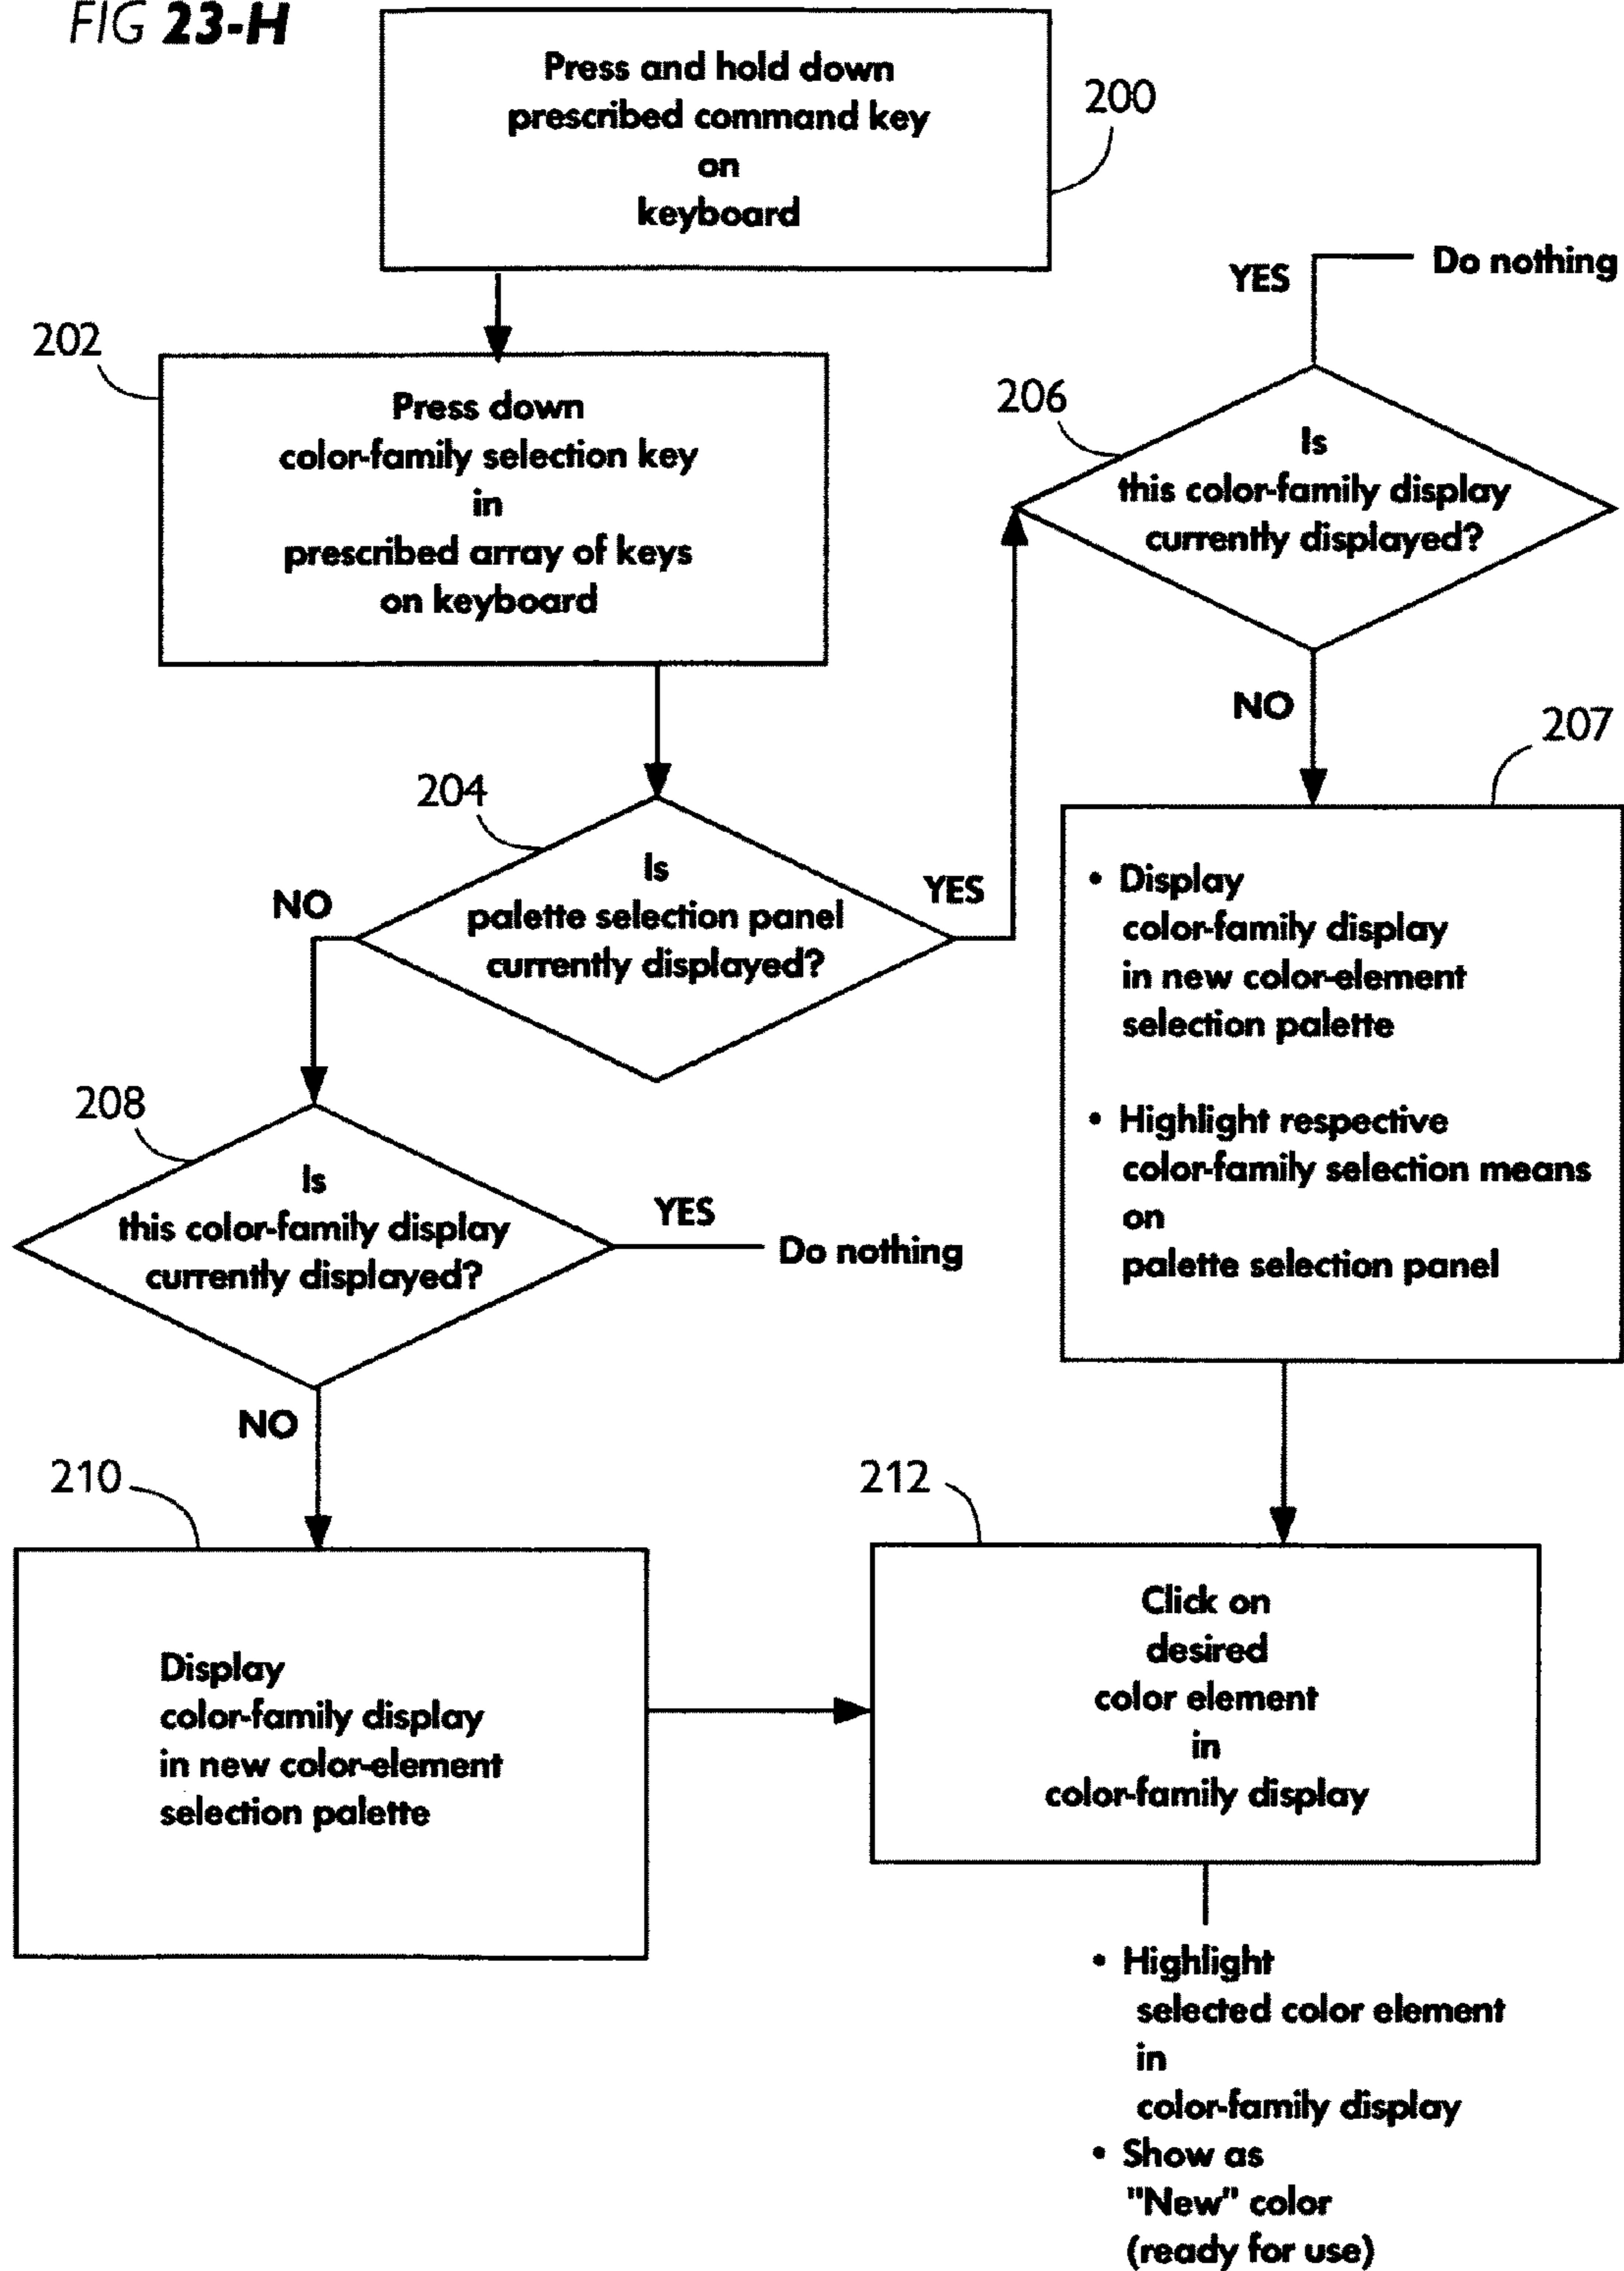 FIG 23-H
Press and hold down
prescribed command key
on
keyboard
200
202
Press down
color-family selection key
in
prescribed array of keys
on keyboard
204
Is
palette selection panel
currently displayed?
NO
YES
206
Is
this color-family display
currently displayed?
YES
Do nothing
NO
207
• Display
color-family display
in new color-element
selection palette
• Highlight respective
color-family selection means
on
palette selection panel
208
Is
this color-family display
currently displayed?
YES
Do nothing
NO
210
Display
color-family display
in new color-element
selection palette
212
Click on
desired
color element
in
color-family display
• Highlight
selected color element
in
color-family display
• Show as
"New" color
(ready for use)